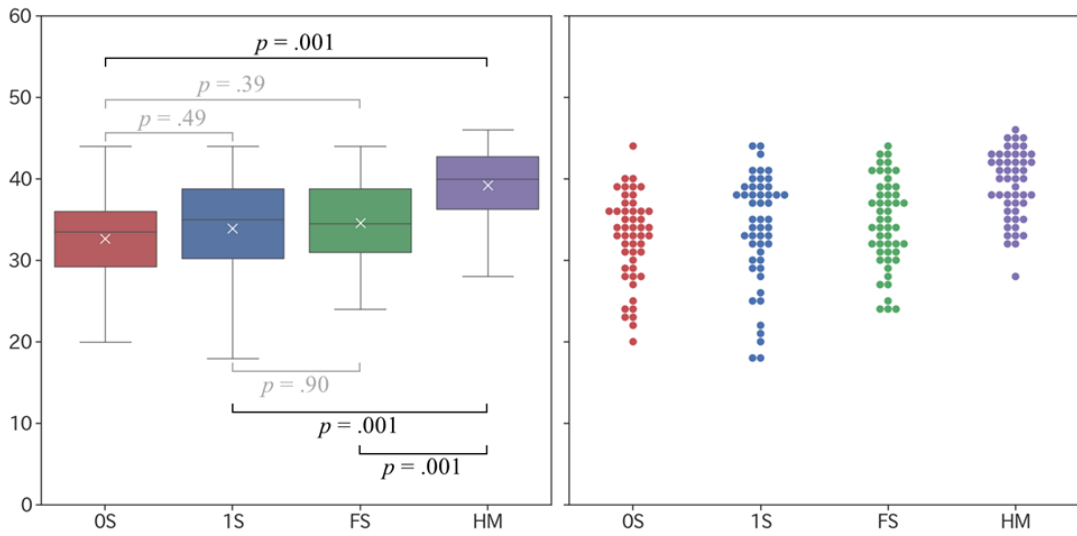 60
50
40
30
20
10
0
p = .001
p = .39
p = .49
p = .90
p = .001
p = .001
0S
1S
FS
HM
0S
1S
FS
HM